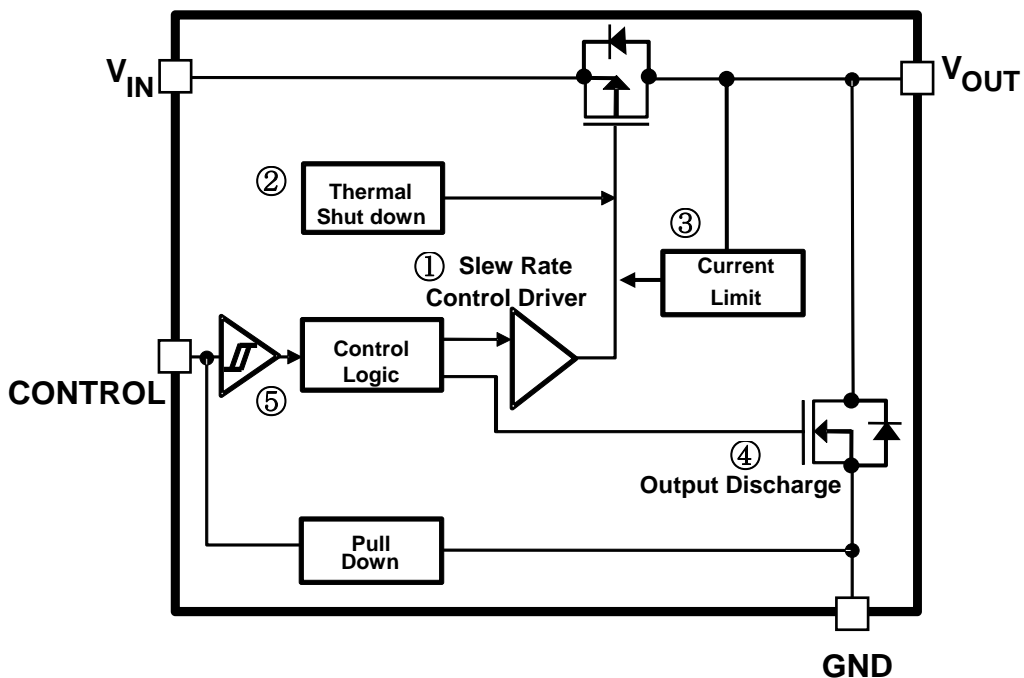 VIN
VOUT
② Thermal
Shut down
③
① Slew Rate
Control Driver
Current
Limit
Control
Logic
CONTROL
⑤
④
Output Discharge
Pull
Down
GND